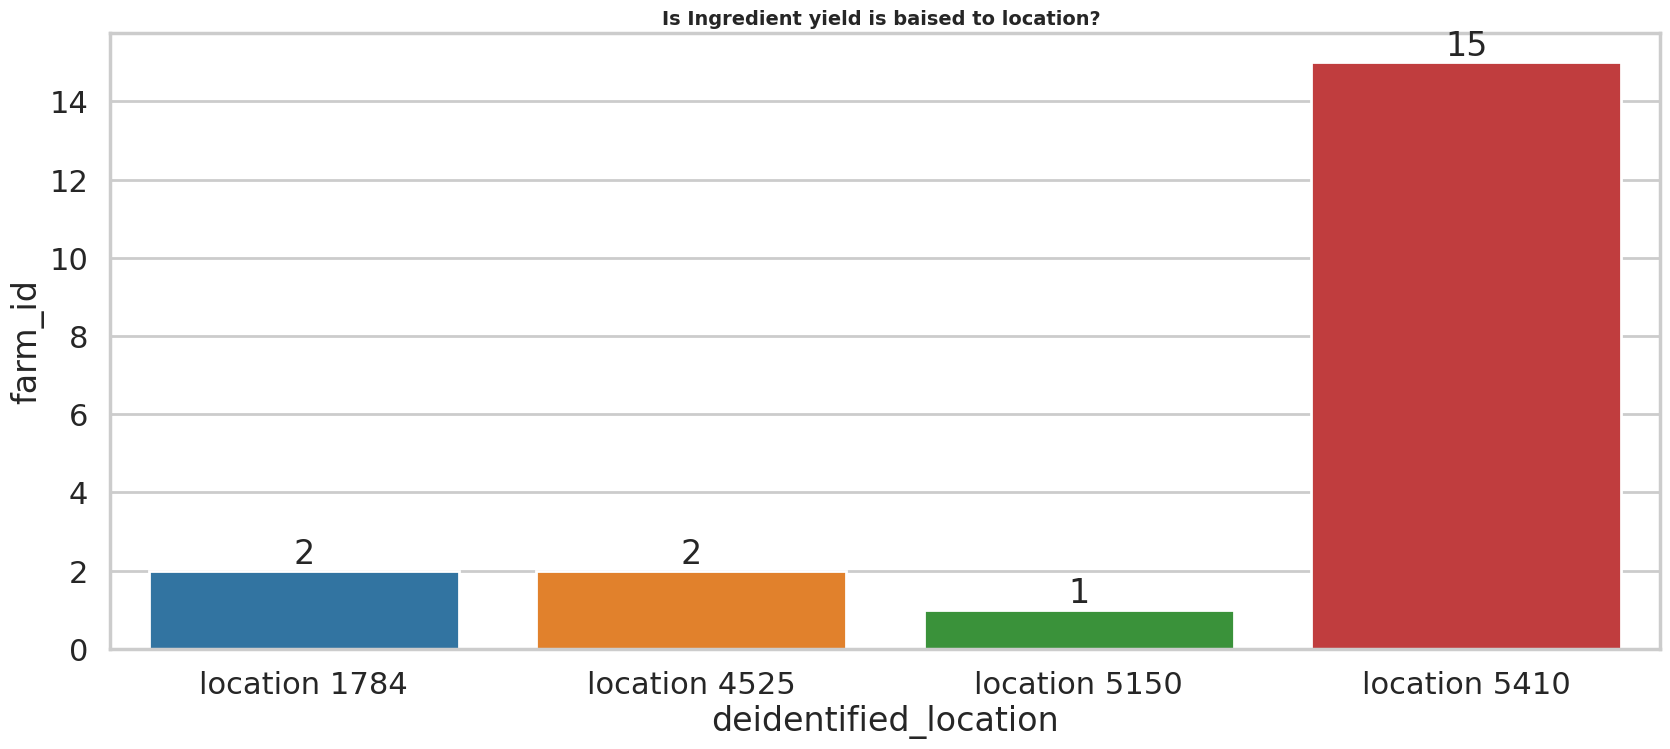 Is Ingredient yield is baised to location?
15
14
12
10
8
6
4
2
0
farm_id
2
2
1
location 1784
location 4525
location 5150
location 5410
deidentified_location